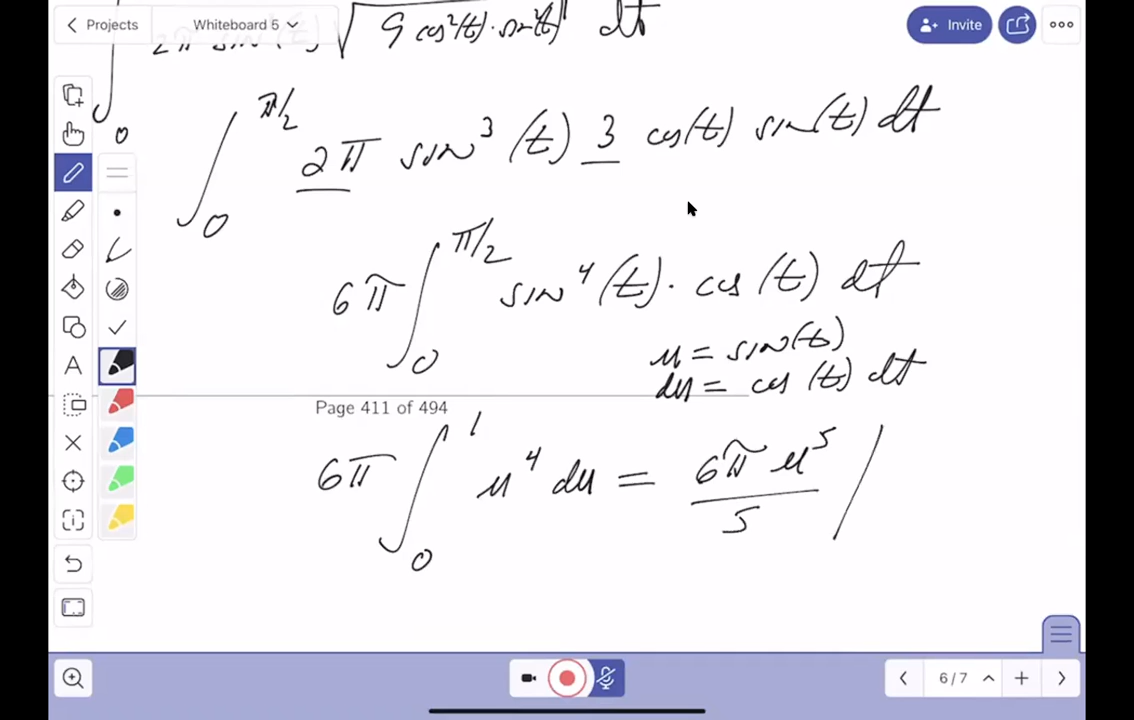 Projects
Whiteboard 5
Invite
√ 9 cos²(t)·sin²(t) dt
∫₀^{π/2} 2π sin³(t) 3 cos(t) sin(t) dt
6π ∫₀^{π/2} sin⁴(t) · cos(t) dt
u = sin(t)
du = cos(t) dt
Page 411 of 494
6π ∫₀¹ u⁴ du = 6π u⁵ / 5 |
A
6/7